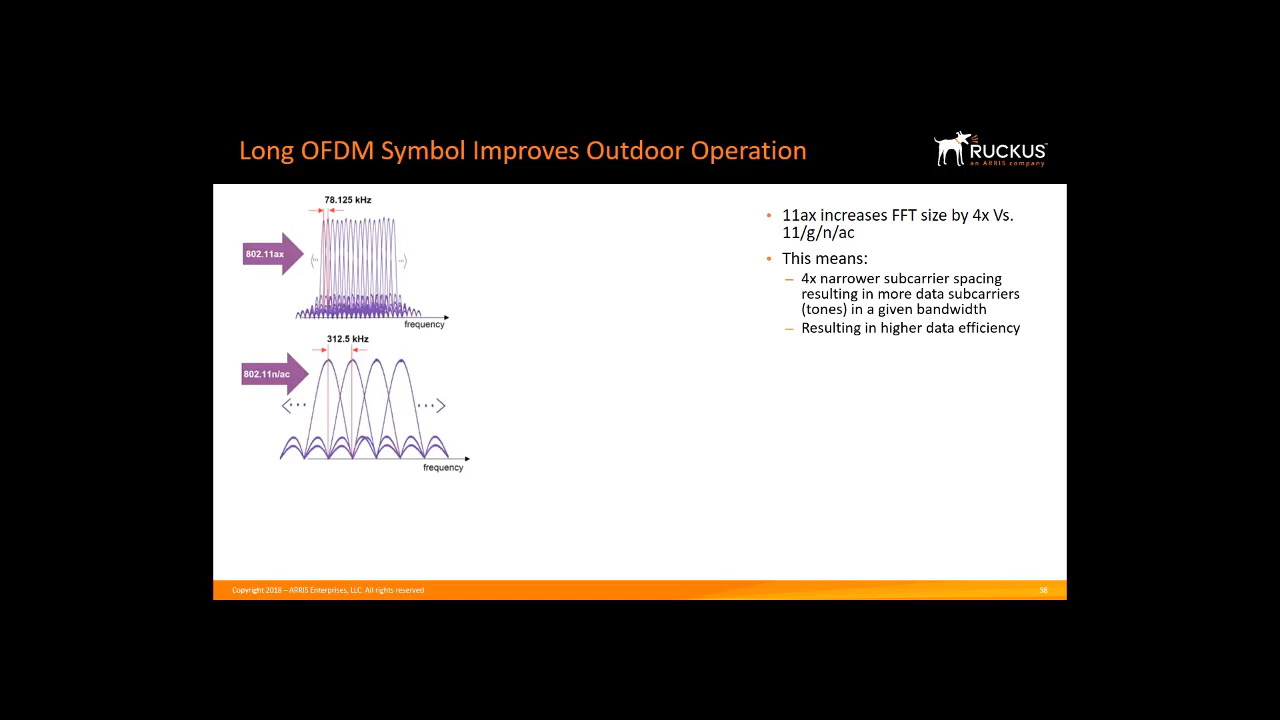 Long OFDM Symbol Improves Outdoor Operation
RUCKUS
an ARRIS company
78.125 kHz
802.11ax
frequency
312.5 kHz
802.11n/ac
frequency
• 11ax increases FFT size by 4x Vs.
11/g/n/ac
• This means:
– 4x narrower subcarrier spacing
resulting in more data subcarriers
(tones) in a given bandwidth
– Resulting in higher data efficiency
Copyright 2018 – ARRIS Enterprises, LLC. All rights reserved
38